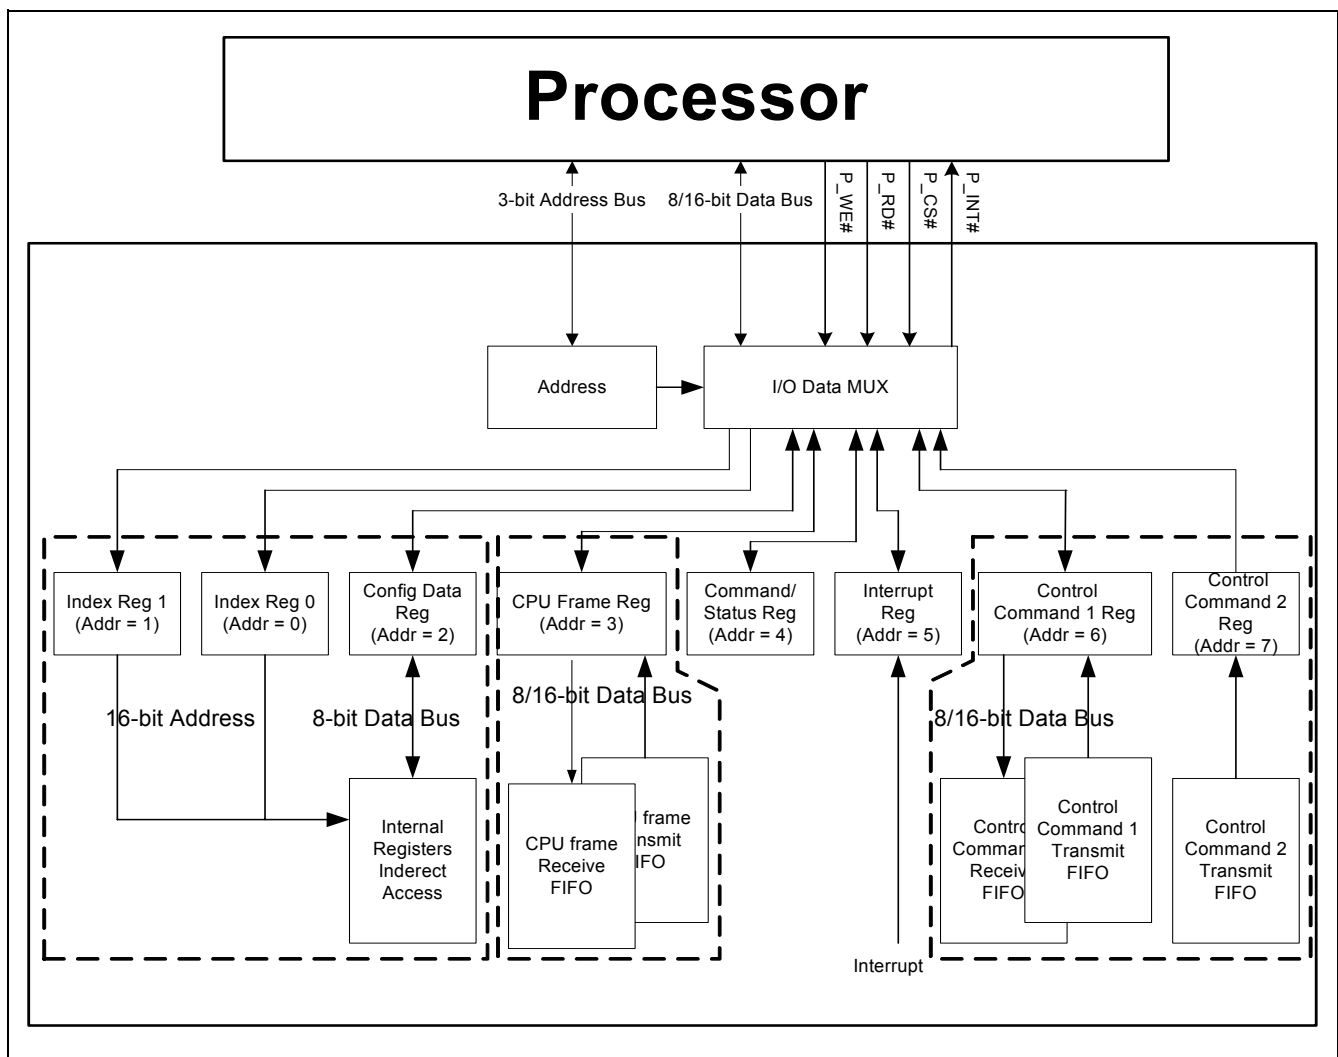 Processor
3-bit Address Bus
8/16-bit Data Bus
P_WE#
P_RD#
P_CS#
P_INT#
Address
I/O Data MUX
Index Reg 1
(Addr = 1)
Index Reg 0
(Addr = 0)
Config Data
Reg
(Addr = 2)
CPU Frame Reg
(Addr = 3)
Command/
Status Reg
(Addr = 4)
Interrupt
Reg
(Addr = 5)
Control
Command 1 Reg
(Addr = 6)
Control
Command 2
Reg
(Addr = 7)
16-bit Address
8-bit Data Bus
8/16-bit Data Bus
8/16-bit Data Bus
Internal
Registers
Inderect
Access
CPU frame
Receive
FIFO
frame
Control
Command 1
Transmit
FIFO
FIFO
Control
Command 2
Transmit
FIFO
Interrupt